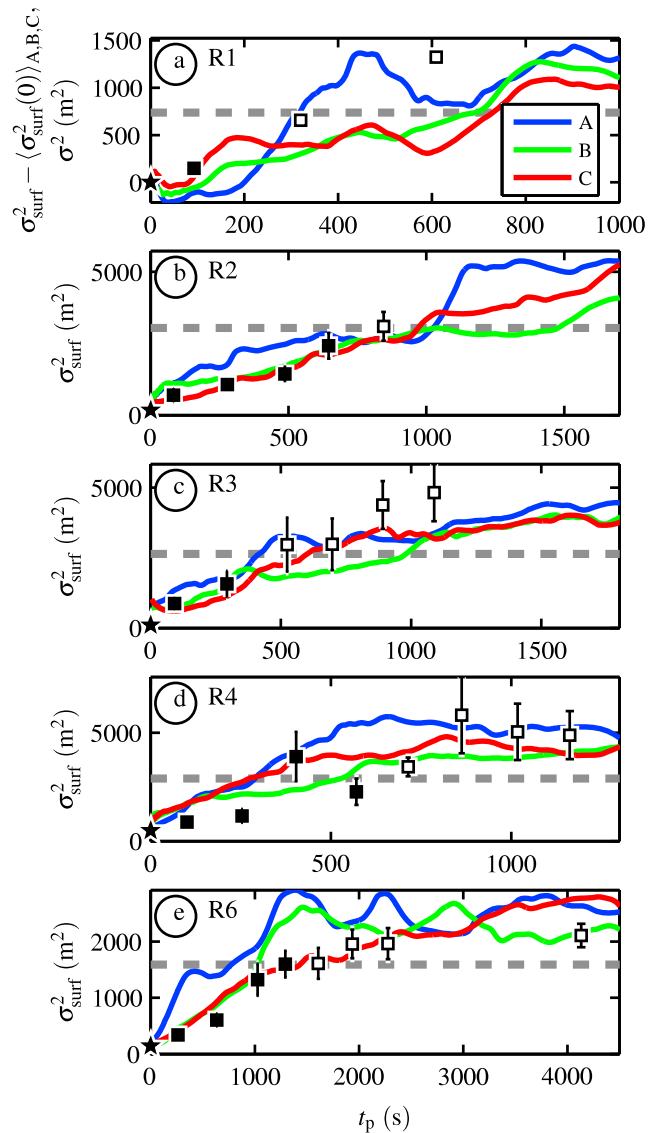 σ²surf − ⟨σ²surf(0)⟩A,B,C,
σ² (m²)
1500
1000
500
0
a R1
A
B
C
0 200 400 600 800 1000
σ²surf (m²)
5000
0
b R2
0 500 1000 1500
σ²surf (m²)
5000
0
c R3
0 500 1000 1500
σ²surf (m²)
5000
0
d R4
0 500 1000
σ²surf (m²)
2000
1000
0
e R6
0 1000 2000 3000 4000
tp (s)